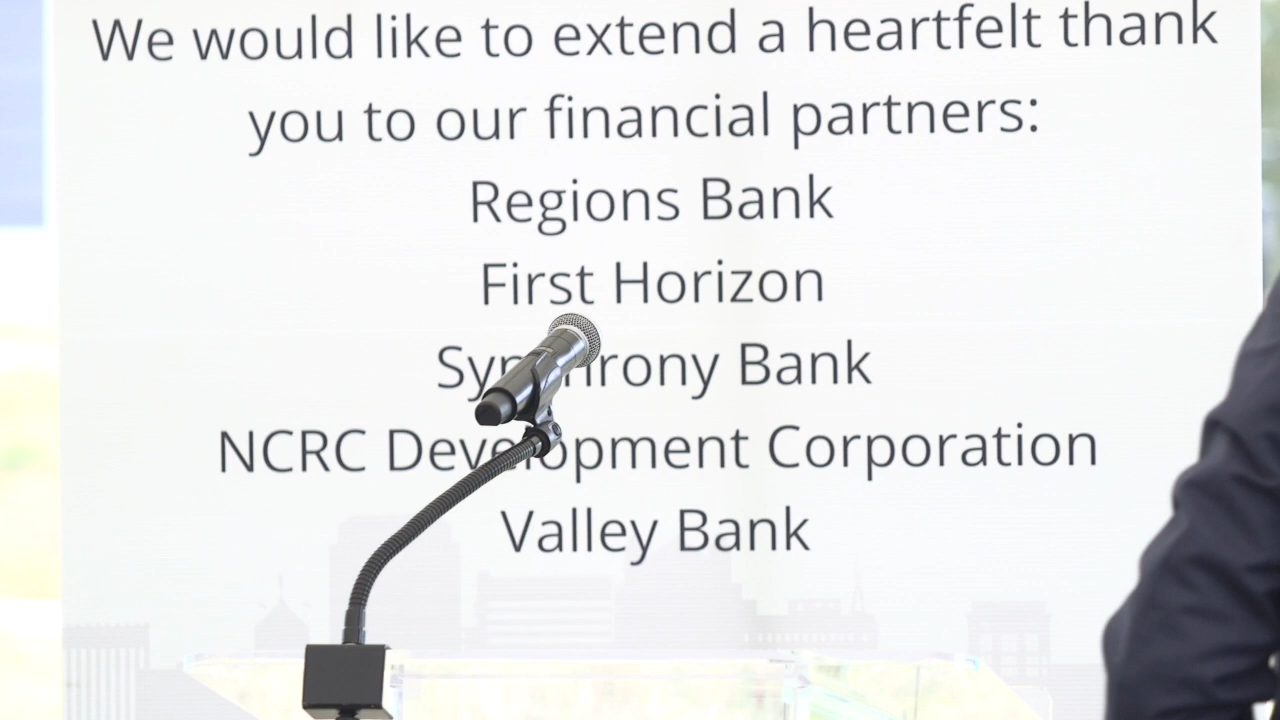 We would like to extend a heartfelt thank
you to our financial partners:
Regions Bank
First Horizon
Synchrony Bank
NCRC Development Corporation
Valley Bank